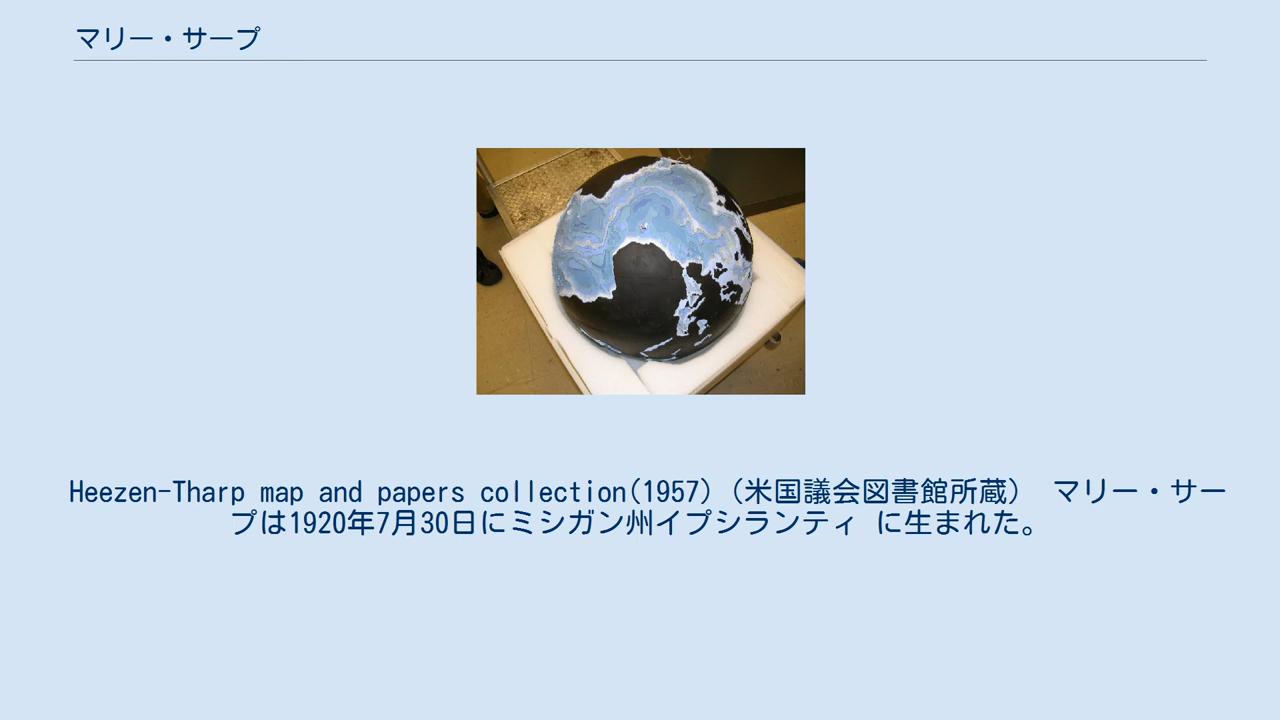 マリー・サープ
Heezen-Tharp map and papers collection(1957) (米国議会図書館所蔵) マリー・サー
プは1920年7月30日にミシガン州イプシランティ に生まれた。